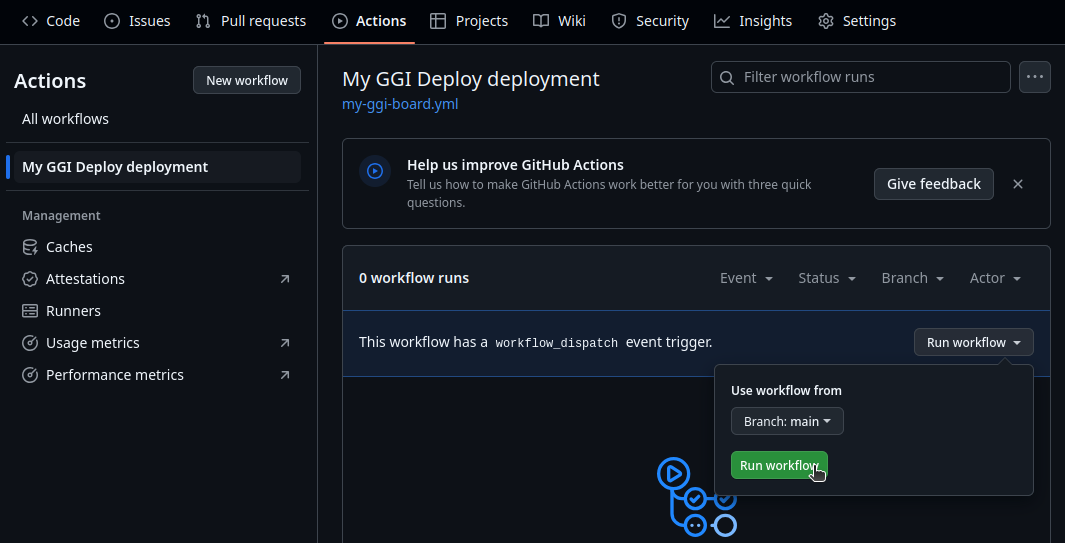 Code Issues Pull requests Actions Projects Wiki Security Insights Settings
Actions
New workflow
All workflows
My GGI Deploy deployment
Management
Caches
Attestations
Runners
Usage metrics
Performance metrics
My GGI Deploy deployment
my-ggi-board.yml
Filter workflow runs
Help us improve GitHub Actions
Tell us how to make GitHub Actions work better for you with three quick
questions.
Give feedback
0 workflow runs
Event Status Branch Actor
This workflow has a workflow_dispatch event trigger.
Run workflow
Use workflow from
Branch: main
Run workflow